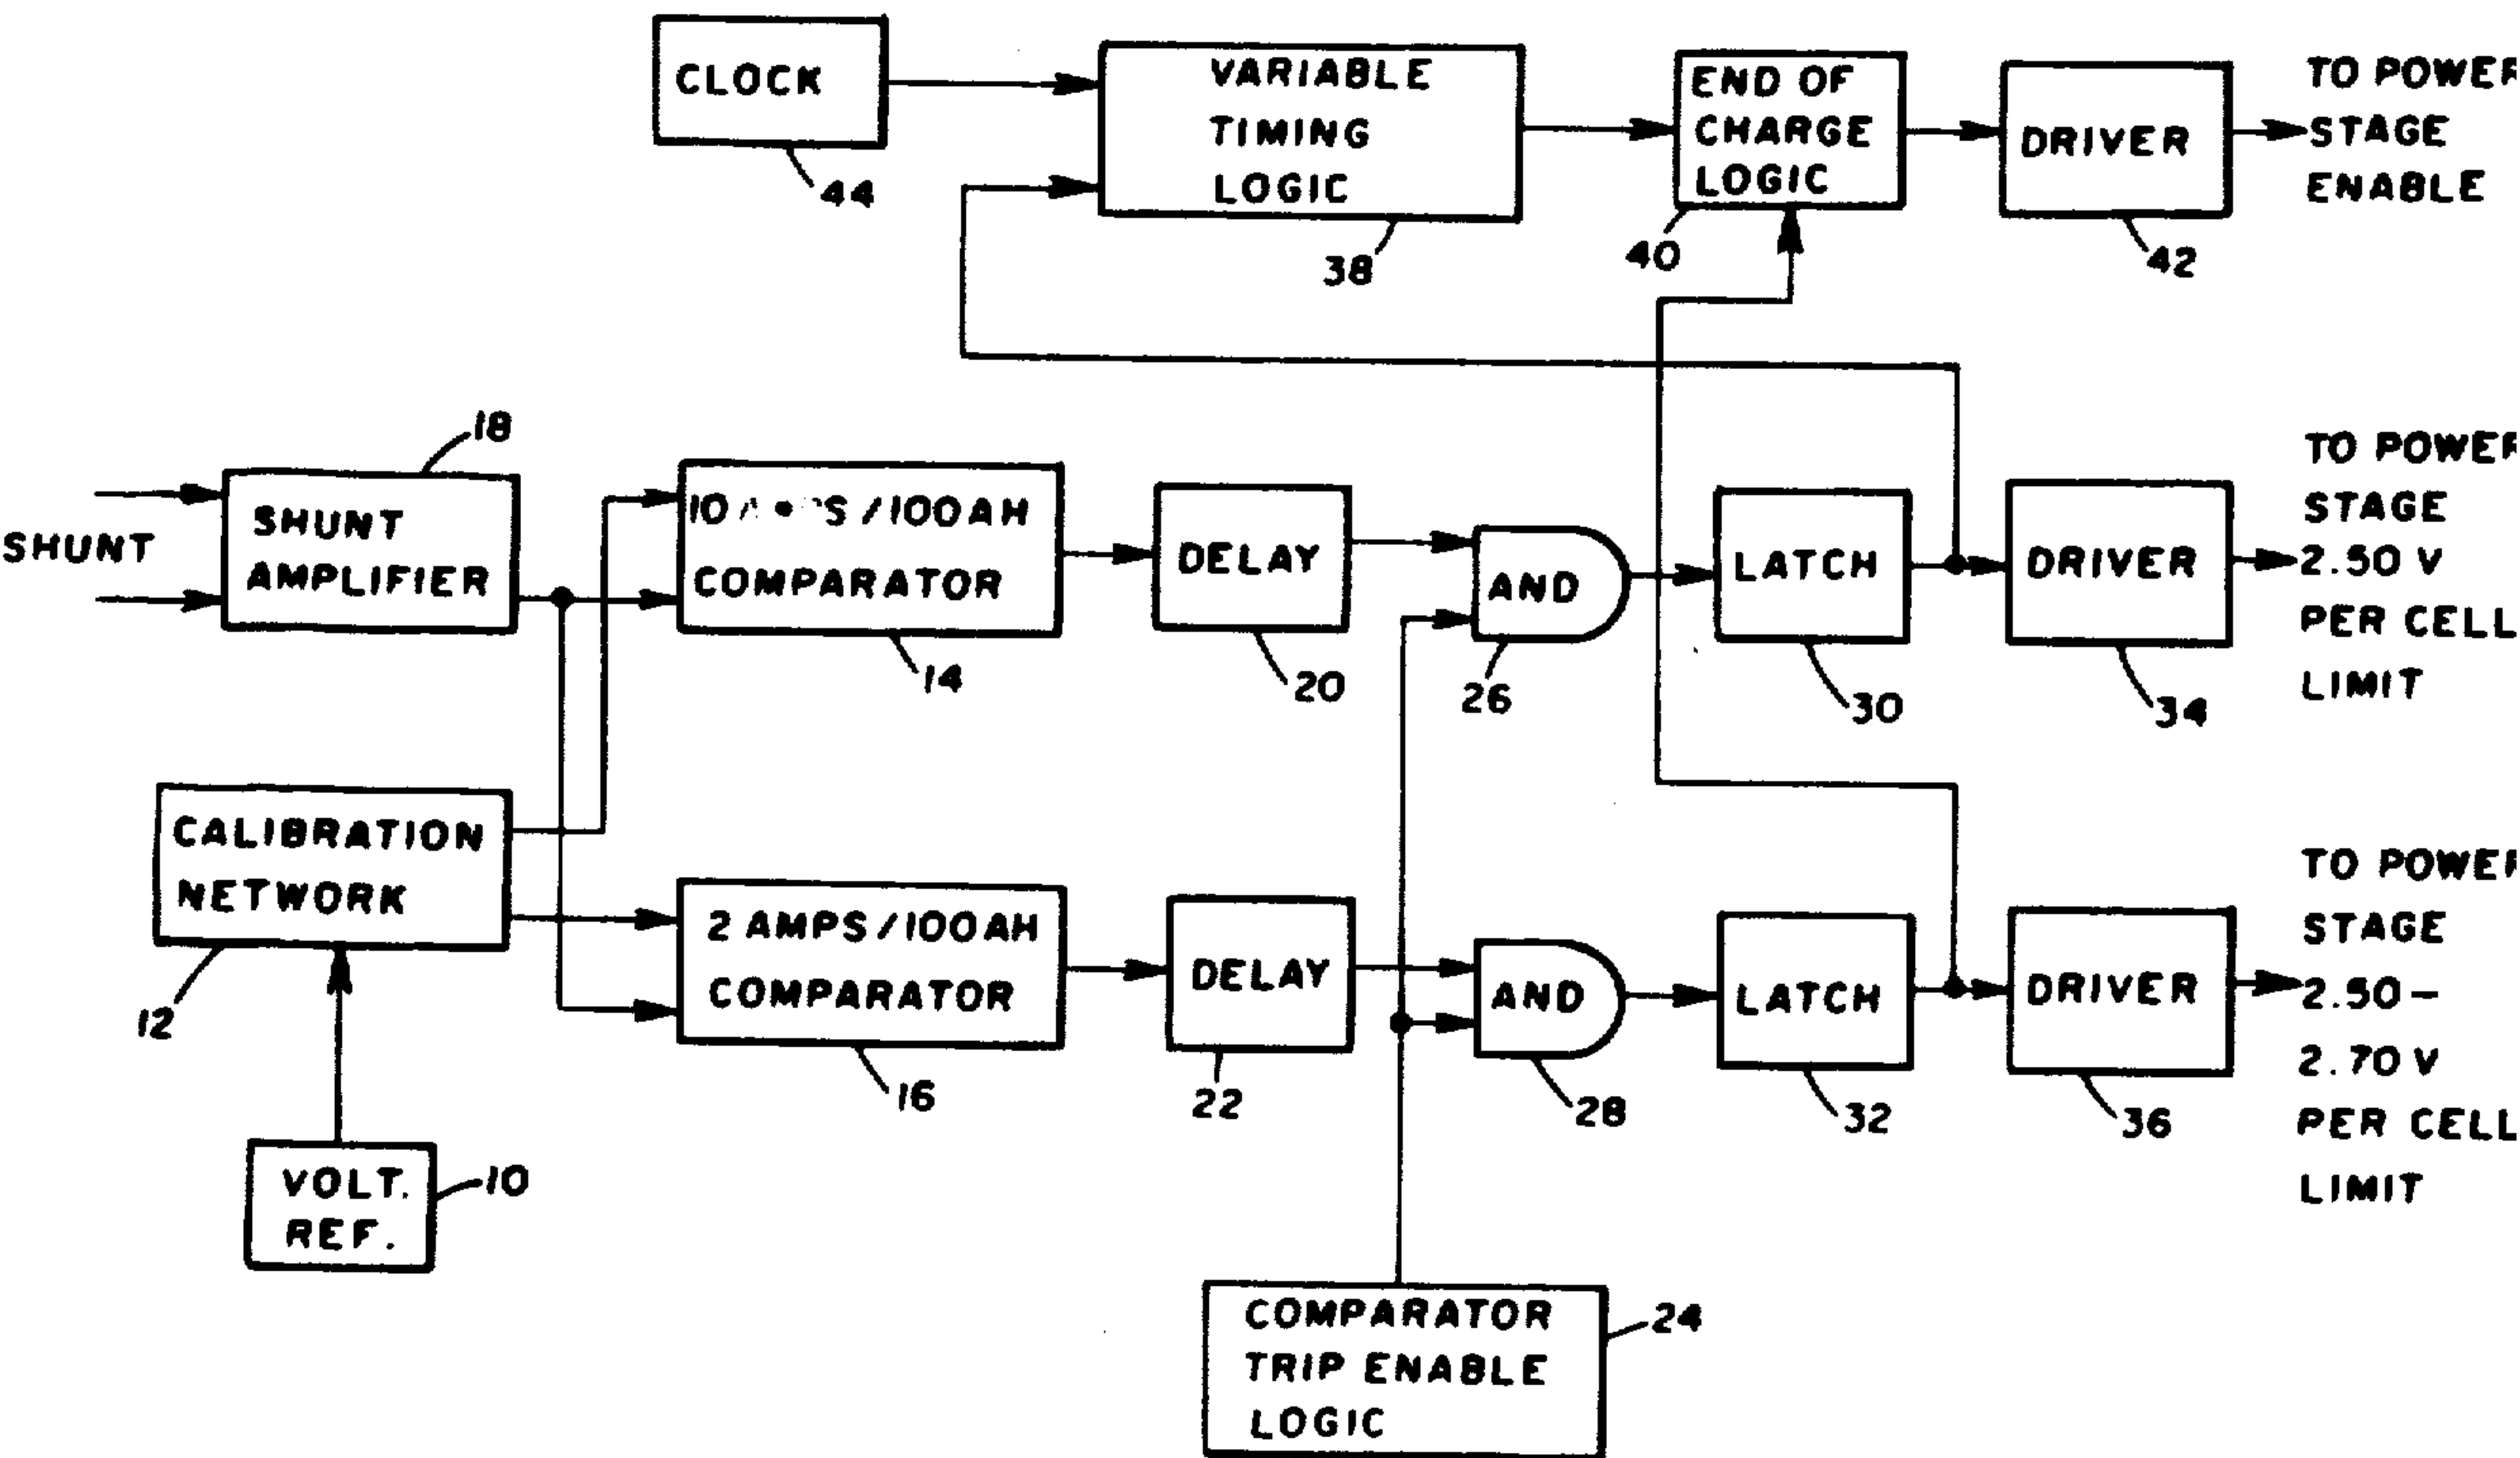 CLOCK
44
VARIABLE
TIMING
LOGIC
38
END OF
CHARGE
LOGIC
40
DRIVER
42
TO POWER
STAGE
ENABLE
SHUNT
18
SHUNT
AMPLIFIER
/100AH
COMPARATOR
14
DELAY
20
AND
26
LATCH
30
DRIVER
34
TO POWER
STAGE
2.50 V
PER CELL
LIMIT
CALIBRATION
NETWORK
12
VOLT.
REF.
10
2 AMPS/100AH
COMPARATOR
16
DELAY
22
AND
28
LATCH
32
DRIVER
36
TO POWER
STAGE
2.50-
2.70 V
PER CELL
LIMIT
COMPARATOR
TRIP ENABLE
LOGIC
24